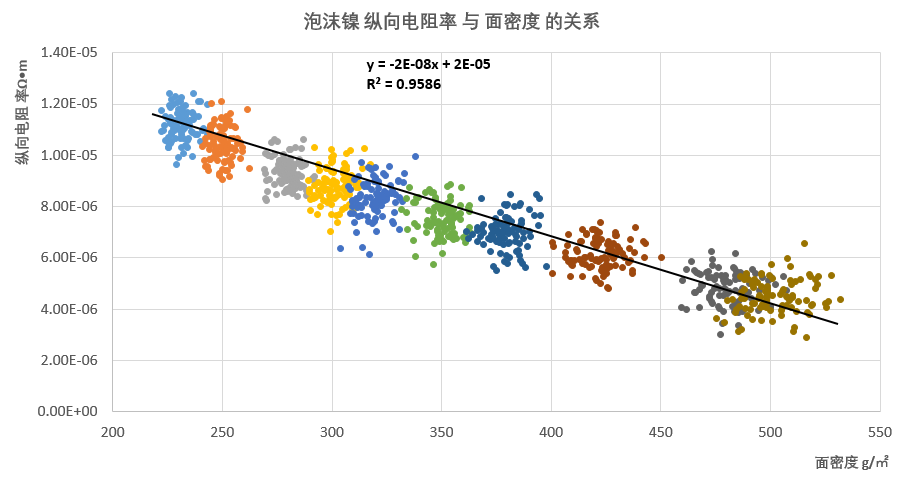 泡沫镍 纵向电阻率 与 面密度 的关系
y = -2E-08x + 2E-05
R² = 0.9586
纵向电阻 率Ω•m
1.40E-05
1.20E-05
1.00E-05
8.00E-06
6.00E-06
4.00E-06
2.00E-06
0.00E+00
200 250 300 350 400 450 500 550
面密度 g/㎡